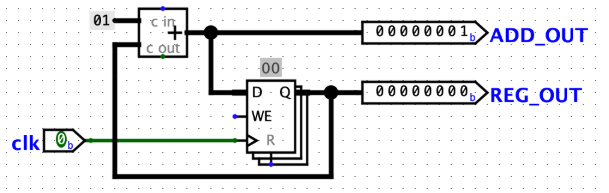 01
c in
+
c out
00000001b
ADD_OUT
00
D Q
WE
R
00000000b
REG_OUT
clk
0b